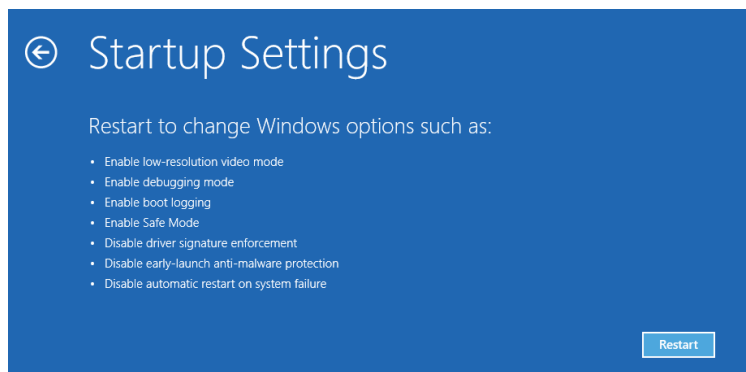 Startup Settings
Restart to change Windows options such as:
• Enable low-resolution video mode
• Enable debugging mode
• Enable boot logging
• Enable Safe Mode
• Disable driver signature enforcement
• Disable early-launch anti-malware protection
• Disable automatic restart on system failure
Restart